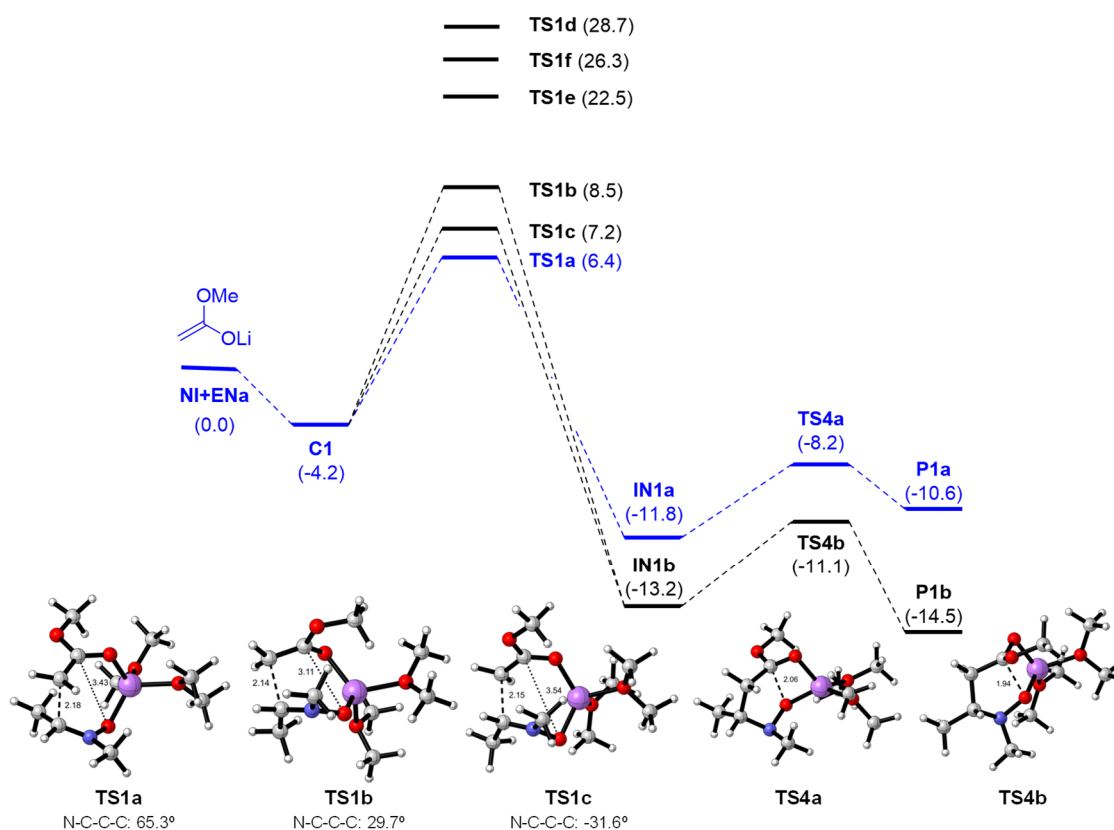 TS1d (28.7)
TS1f (26.3)
TS1e (22.5)
TS1b (8.5)
TS1c (7.2)
TS1a (6.4)
OMe
OLi
NI+ENa
(0.0)
C1
(-4.2)
TS4a
(-8.2)
P1a
(-10.6)
IN1a
(-11.8)
TS4b
(-11.1)
IN1b
(-13.2)
P1b
(-14.5)
3.43
2.18
3.11
2.14
2.15
3.54
2.06
1.94
TS1a
N-C-C-C: 65.3º
TS1b
N-C-C-C: 29.7º
TS1c
N-C-C-C: -31.6º
TS4a
TS4b